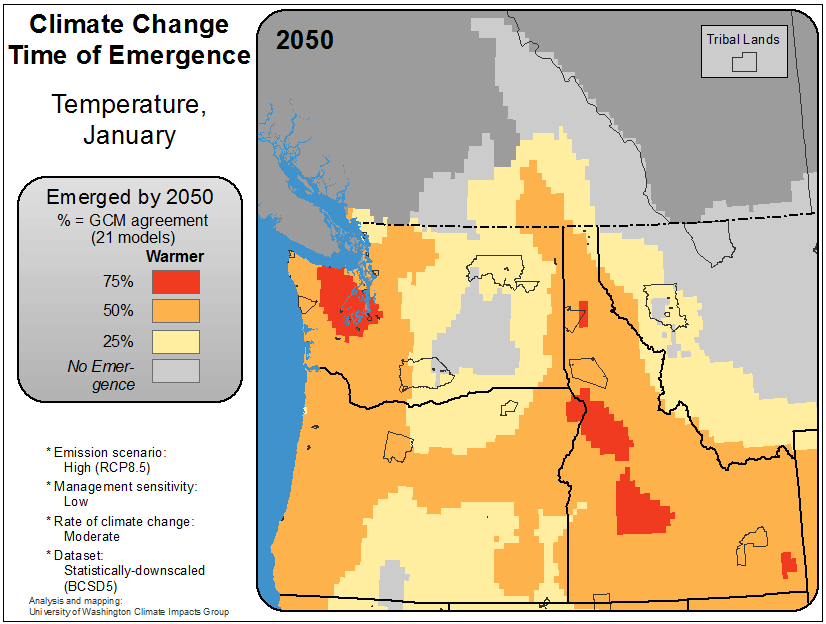 Climate Change
Time of Emergence
Temperature,
January
Emerged by 2050
% = GCM agreement
(21 models)
Warmer
75%
50%
25%
No Emer-
gence
* Emission scenario:
High (RCP8.5)
* Management sensitivity:
Low
* Rate of climate change:
Moderate
* Dataset:
Statistically-downscaled
(BCSD5)
Analysis and mapping:
University of Washington Climate Impacts Group
2050
Tribal Lands